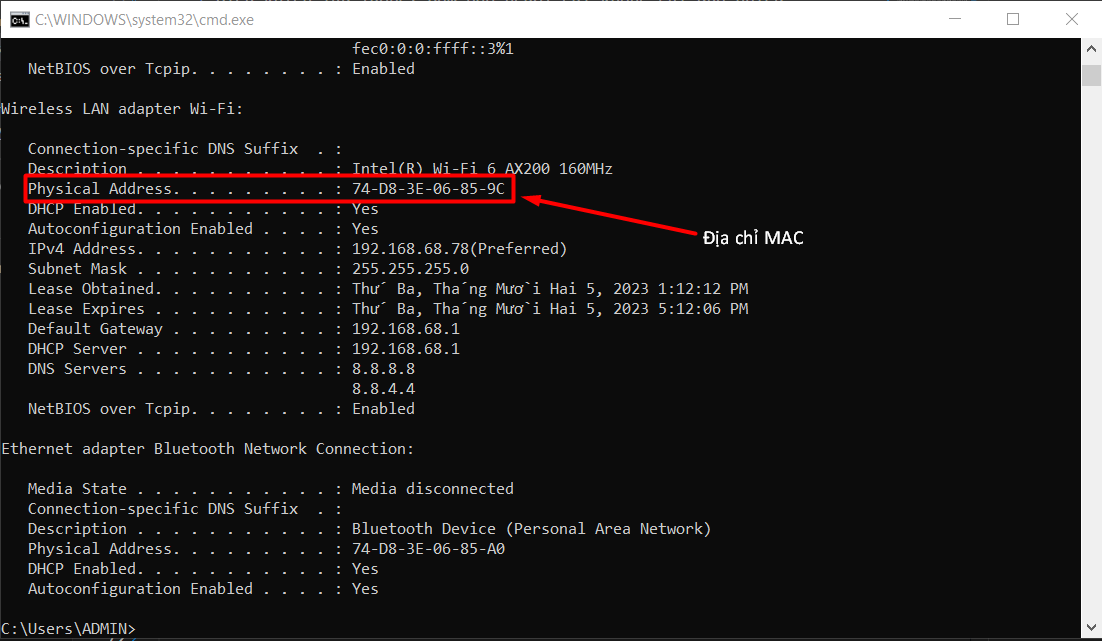 C:\WINDOWS\system32\cmd.exe
fec0:0:0:ffff::3%1
NetBIOS over Tcpip. . . . . . . . : Enabled
Wireless LAN adapter Wi-Fi:
Connection-specific DNS Suffix  . :
Description . . . . . . . . . . . : Intel(R) Wi-Fi 6 AX200 160MHz
Physical Address. . . . . . . . . : 74-D8-3E-06-85-9C
DHCP Enabled. . . . . . . . . . . : Yes
Autoconfiguration Enabled . . . . : Yes
Địa chỉ MAC
IPv4 Address. . . . . . . . . . . : 192.168.68.78(Preferred)
Subnet Mask . . . . . . . . . . . : 255.255.255.0
Lease Obtained. . . . . . . . . . : Thứ Ba, Tháng Mười Hai 5, 2023 1:12:12 PM
Lease Expires . . . . . . . . . . : Thứ Ba, Tháng Mười Hai 5, 2023 5:12:06 PM
Default Gateway . . . . . . . . . : 192.168.68.1
DHCP Server . . . . . . . . . . . : 192.168.68.1
DNS Servers . . . . . . . . . . . : 8.8.8.8
8.8.4.4
NetBIOS over Tcpip. . . . . . . . : Enabled
Ethernet adapter Bluetooth Network Connection:
Media State . . . . . . . . . . . : Media disconnected
Connection-specific DNS Suffix  . :
Description . . . . . . . . . . . : Bluetooth Device (Personal Area Network)
Physical Address. . . . . . . . . : 74-D8-3E-06-85-A0
DHCP Enabled. . . . . . . . . . . : Yes
Autoconfiguration Enabled . . . . : Yes
C:\Users\ADMIN>